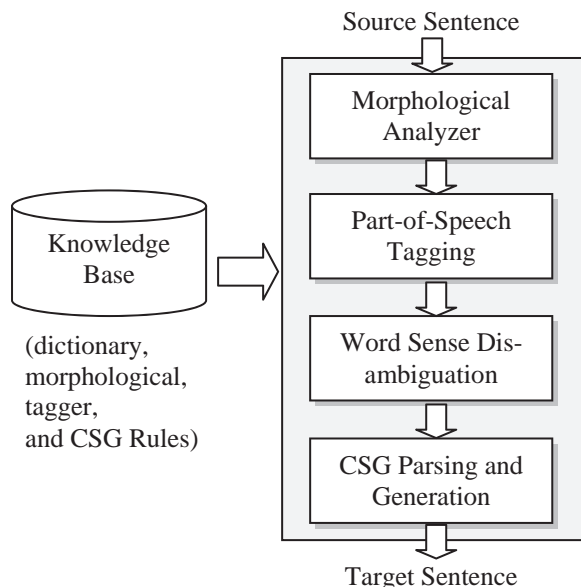 Source Sentence
Morphological
Analyzer
Part-of-Speech
Tagging
Word Sense Dis-
ambiguation
CSG Parsing and
Generation
Target Sentence
Knowledge
Base
(dictionary,
morphological,
tagger,
and CSG Rules)